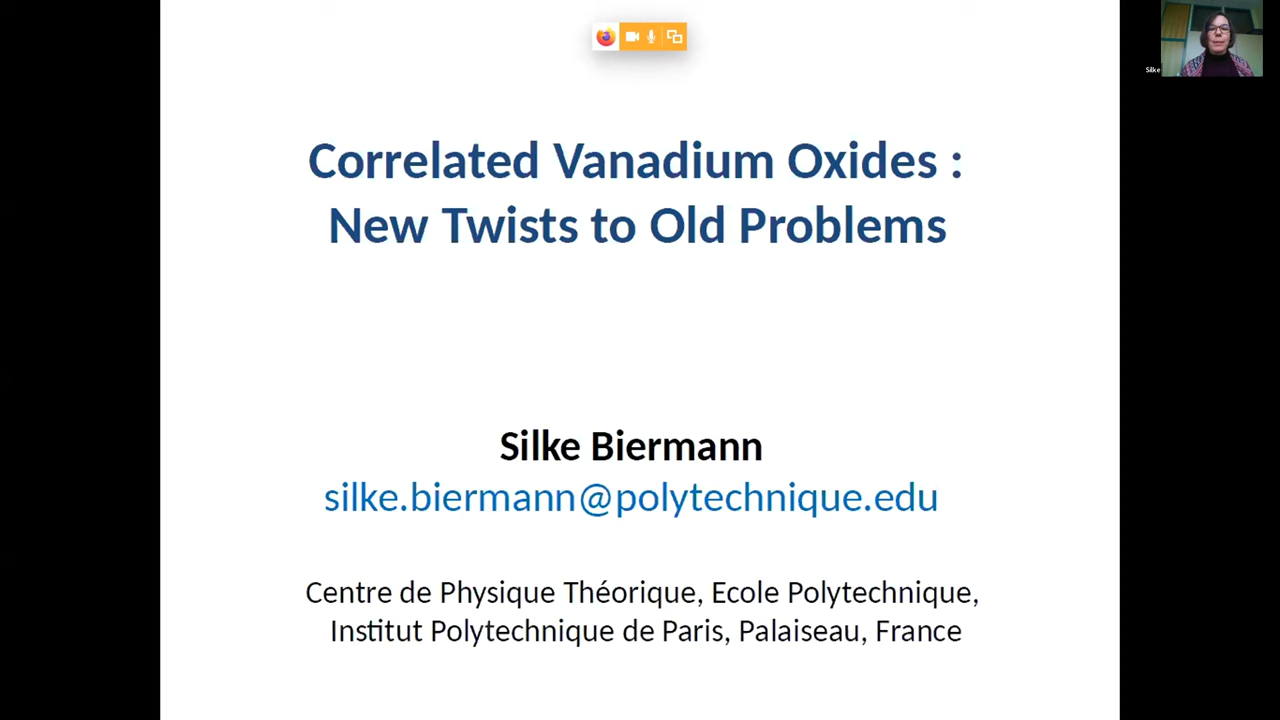 Silke
Correlated Vanadium Oxides :
New Twists to Old Problems
Silke Biermann
silke.biermann@polytechnique.edu
Centre de Physique Théorique, Ecole Polytechnique,
Institut Polytechnique de Paris, Palaiseau, France